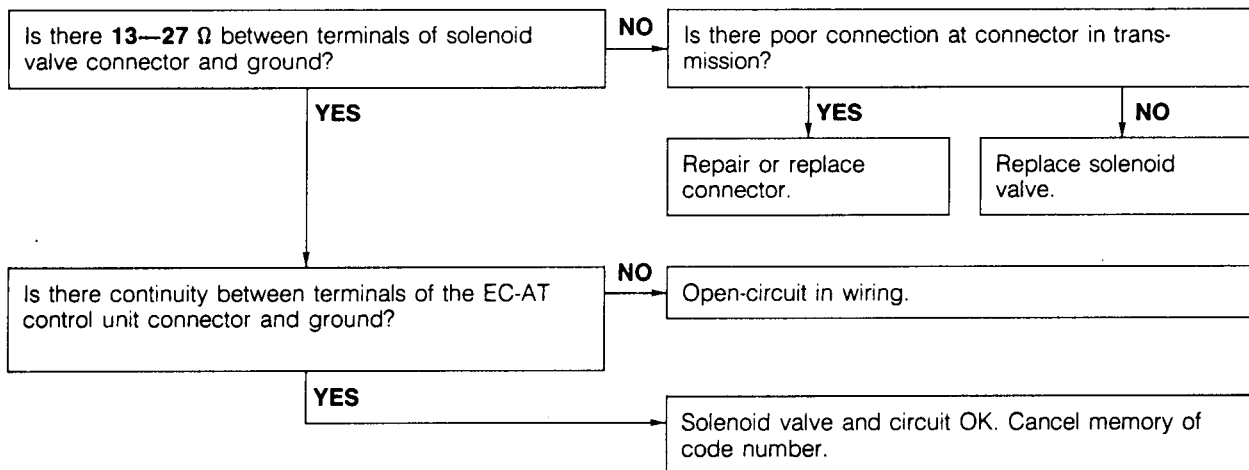 Is there 13—27 Ω between terminals of solenoid
valve connector and ground?
NO
Is there poor connection at connector in trans-
mission?
YES
YES
NO
Repair or replace
connector.
Replace solenoid
valve.
Is there continuity between terminals of the EC-AT
control unit connector and ground?
NO
Open-circuit in wiring.
YES
Solenoid valve and circuit OK. Cancel memory of
code number.